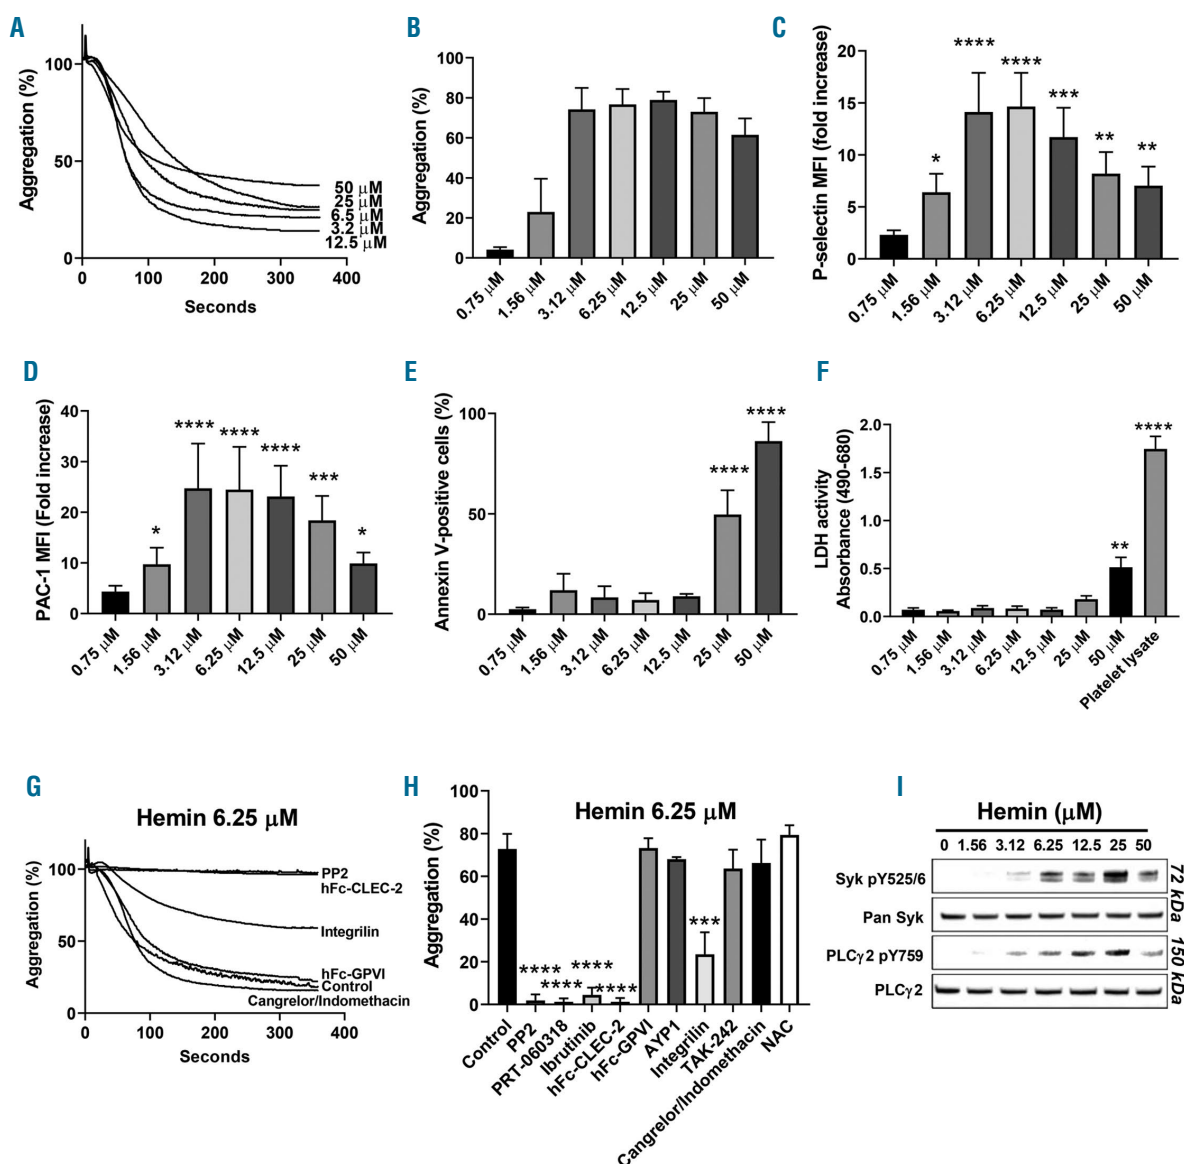 A
Aggregation (%)
100
50
0
0
100
200
300
400
Seconds
50 μM
25 μM
6.5 μM
3.2 μM
12.5 μM
B
Aggregation (%)
100
80
60
40
20
0
0.75 μM
1.56 μM
3.12 μM
6.25 μM
12.5 μM
25 μM
50 μM
C
P-selectin MFI (fold increase)
20
15
10
5
0
*
****
****
***
**
**
0.75 μM
1.56 μM
3.12 μM
6.25 μM
12.5 μM
25 μM
50 μM
D
PAC-1 MFI (Fold increase)
40
30
20
10
0
*
****
****
****
***
*
0.75 μM
1.56 μM
3.12 μM
6.25 μM
12.5 μM
25 μM
50 μM
E
Annexin V-positive cells (%)
100
50
0
****
****
0.75 μM
1.56 μM
3.12 μM
6.25 μM
12.5 μM
25 μM
50 μM
F
LDH activity
Absorbance (490-680)
2.0
1.5
1.0
0.5
0.0
**
****
0.75 μM
1.56 μM
3.12 μM
6.25 μM
12.5 μM
25 μM
50 μM
Platelet lysate
G
Hemin 6.25 μM
Aggregation (%)
100
50
0
0
100
200
300
400
Seconds
PP2
hFc-CLEC-2
Integrilin
hFc-GPVI
Control
Cangrelor/Indomethacin
H
Hemin 6.25 μM
Aggregation (%)
100
80
60
40
20
0
****
****
****
****
***
Control
PP2
PRT-060318
Ibrutinib
hFc-CLEC-2
hFc-GPVI
AYP1
Integrilin
TAK-242
Cangrelor/Indomethacin
NAC
I
Hemin (μM)
0 1.56 3.12 6.25 12.5 25 50
Syk pY525/6
Pan Syk
72 kDa
PLCγ2 pY759
PLCγ2
150 kDa